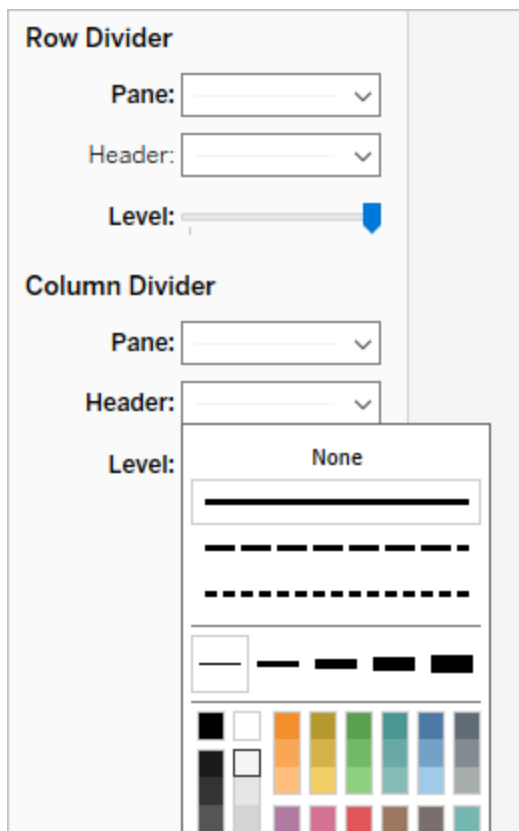 Row Divider
Pane:
Header:
Level:
Column Divider
Pane:
Header:
Level:
None